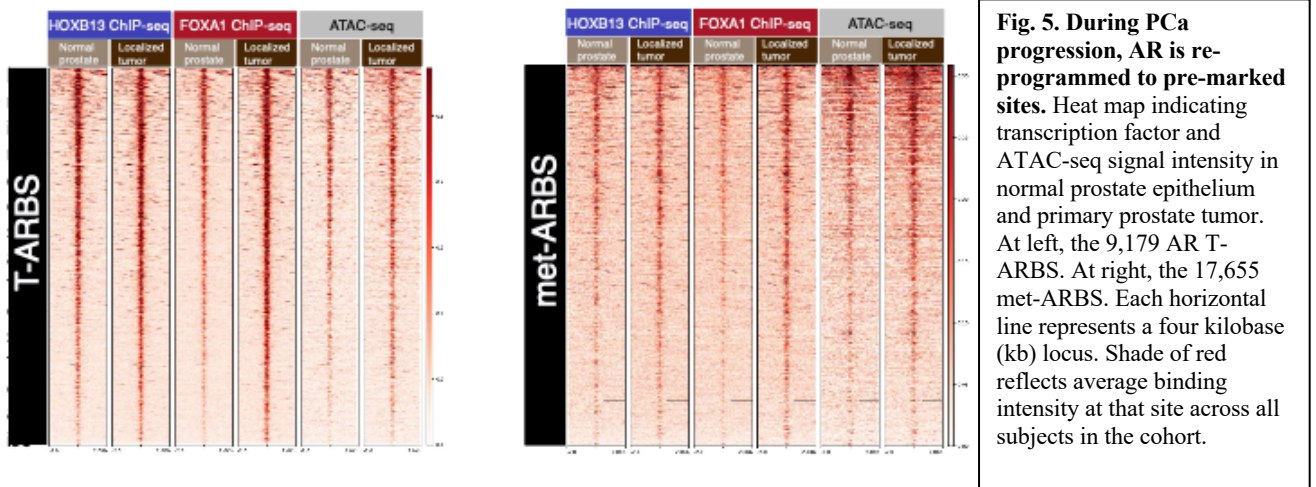 HOXB13 ChIP-seq FOXA1 ChIP-seq ATAC-seq
Normal prostate Localized tumor Normal prostate Localized tumor Normal prostate Localized tumor
T-ARBS
HOXB13 ChIP-seq FOXA1 ChIP-seq ATAC-seq
Normal prostate Localized tumor Normal prostate Localized tumor Normal prostate Localized tumor
met-ARBS
Fig. 5. During PCa
progression, AR is re-
programmed to pre-marked
sites. Heat map indicating
transcription factor and
ATAC-seq signal intensity in
normal prostate epithelium
and primary prostate tumor.
At left, the 9,179 AR T-
ARBS. At right, the 17,655
met-ARBS. Each horizontal
line represents a four kilobase
(kb) locus. Shade of red
reflects average binding
intensity at that site across all
subjects in the cohort.